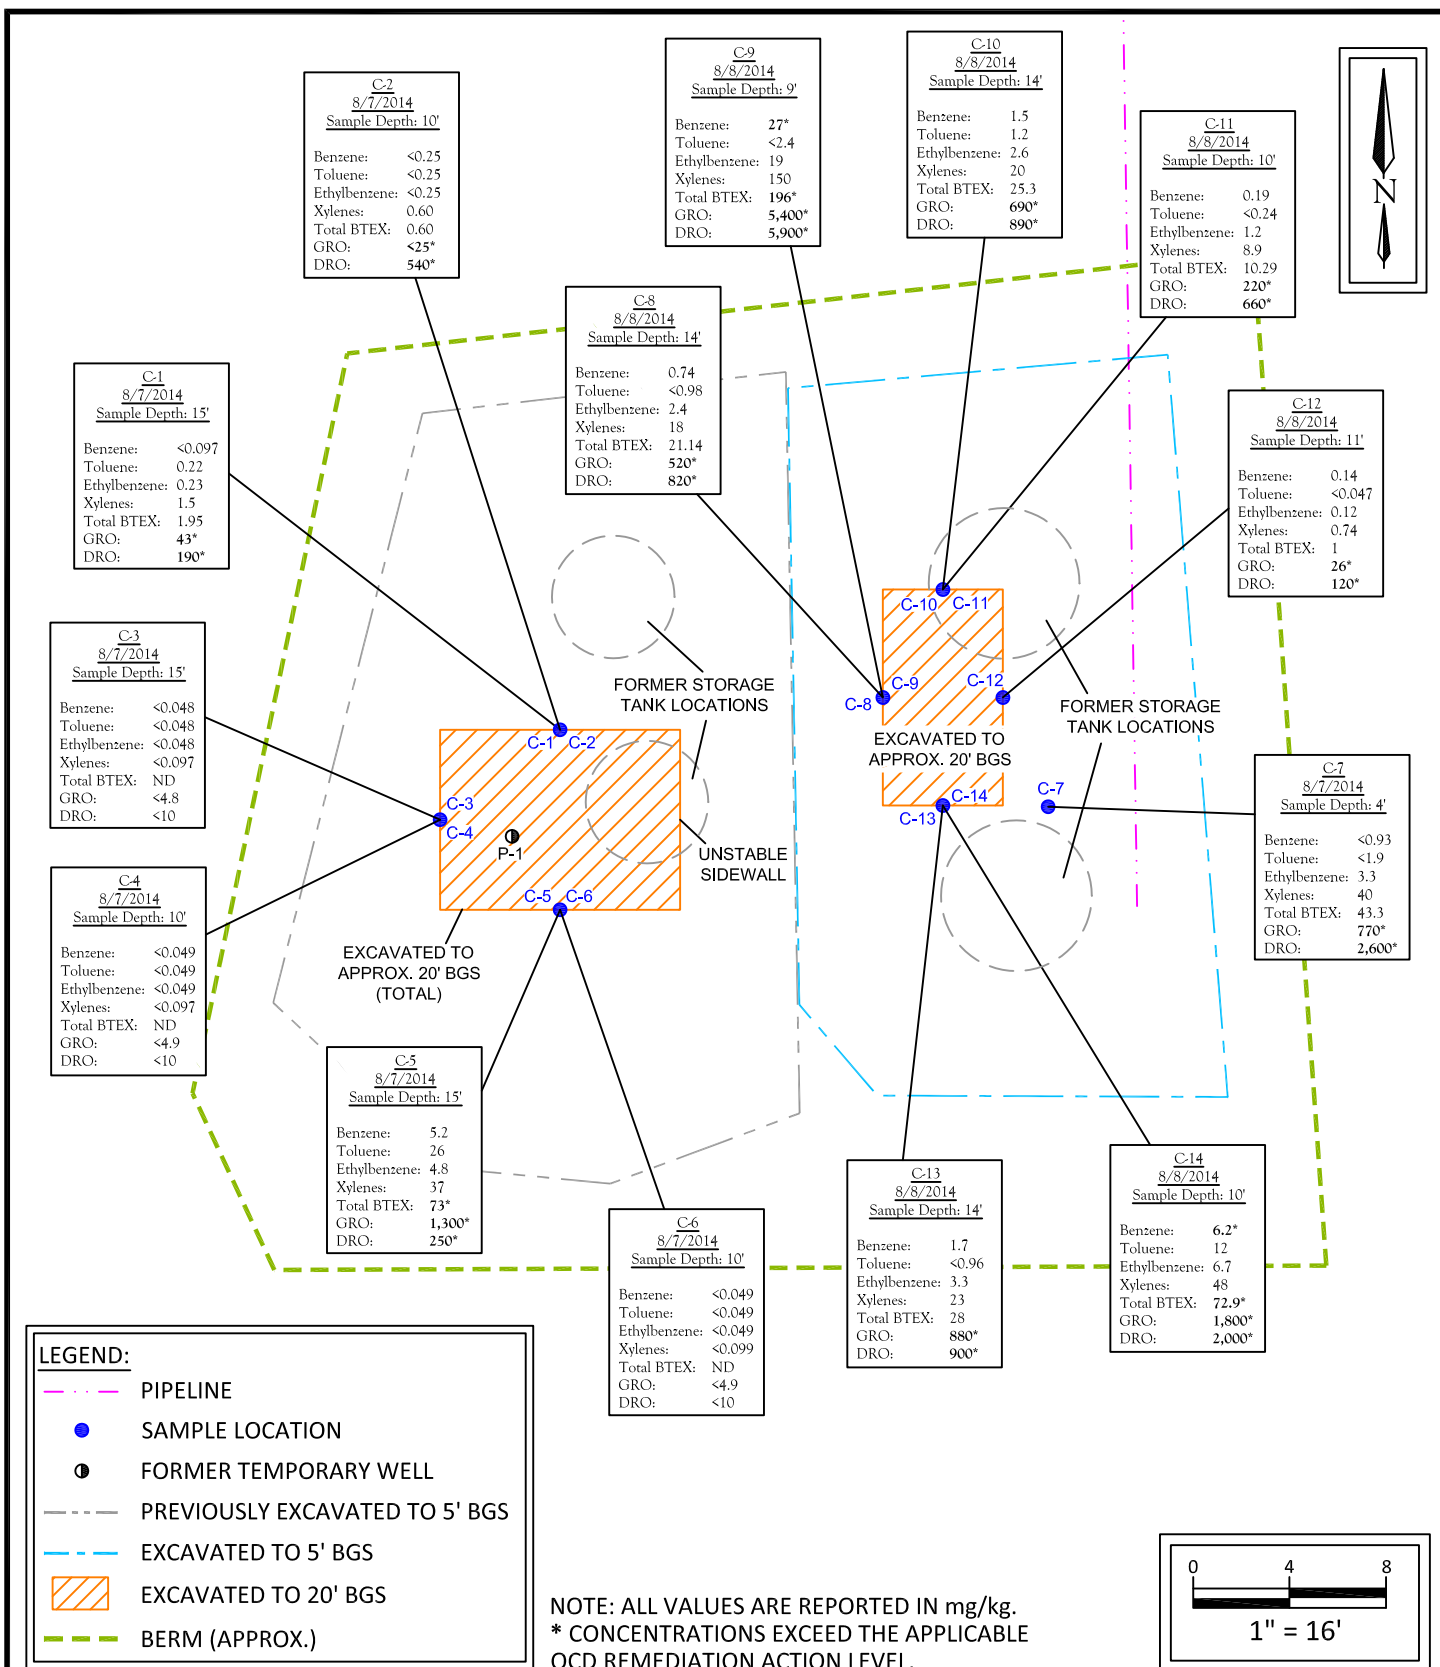 C-2
8/7/2014
Sample Depth: 10'
Benzene: <0.25
Toluene: <0.25
Ethylbenzene: <0.25
Xylenes: 0.60
Total BTEX: 0.60
GRO: <25*
DRO: 540*
C-9
8/8/2014
Sample Depth: 9'
Benzene: 27*
Toluene: <2.4
Ethylbenzene: 19
Xylenes: 150
Total BTEX: 196*
GRO: 5,400*
DRO: 5,900*
C-10
8/8/2014
Sample Depth: 14'
Benzene: 1.5
Toluene: 1.2
Ethylbenzene: 2.6
Xylenes: 20
Total BTEX: 25.3
GRO: 690*
DRO: 890*
C-11
8/8/2014
Sample Depth: 10'
Benzene: 0.19
Toluene: <0.24
Ethylbenzene: 1.2
Xylenes: 8.9
Total BTEX: 10.29
GRO: 220*
DRO: 660*
N
C-8
8/8/2014
Sample Depth: 14'
Benzene: 0.74
Toluene: <0.98
Ethylbenzene: 2.4
Xylenes: 18
Total BTEX: 21.14
GRO: 520*
DRO: 820*
C-1
8/7/2014
Sample Depth: 15'
Benzene: <0.097
Toluene: 0.22
Ethylbenzene: 0.23
Xylenes: 1.5
Total BTEX: 1.95
GRO: 43*
DRO: 190*
C-12
8/8/2014
Sample Depth: 11'
Benzene: 0.14
Toluene: <0.047
Ethylbenzene: 0.12
Xylenes: 0.74
Total BTEX: 1
GRO: 26*
DRO: 120*
C-3
8/7/2014
Sample Depth: 15'
Benzene: <0.048
Toluene: <0.048
Ethylbenzene: <0.048
Xylenes: <0.097
Total BTEX: ND
GRO: <4.8
DRO: <10
C-10 C-11
C-9
C-8
C-12
FORMER STORAGE
TANK LOCATIONS
FORMER STORAGE
TANK LOCATIONS
EXCAVATED TO
APPROX. 20' BGS
C-1 C-2
C-3
C-4
P-1
C-5 C-6
UNSTABLE
SIDEWALL
C-14
C-13
C-7
C-7
8/7/2014
Sample Depth: 4'
Benzene: <0.93
Toluene: <1.9
Ethylbenzene: 3.3
Xylenes: 40
Total BTEX: 43.3
GRO: 770*
DRO: 2,600*
C-4
8/7/2014
Sample Depth: 10'
Benzene: <0.049
Toluene: <0.049
Ethylbenzene: <0.049
Xylenes: <0.097
Total BTEX: ND
GRO: <4.9
DRO: <10
EXCAVATED TO
APPROX. 20' BGS
(TOTAL)
C-5
8/7/2014
Sample Depth: 15'
Benzene: 5.2
Toluene: 26
Ethylbenzene: 4.8
Xylenes: 37
Total BTEX: 73*
GRO: 1,300*
DRO: 250*
C-6
8/7/2014
Sample Depth: 10'
Benzene: <0.049
Toluene: <0.049
Ethylbenzene: <0.049
Xylenes: <0.099
Total BTEX: ND
GRO: <4.9
DRO: <10
C-13
8/8/2014
Sample Depth: 14'
Benzene: 1.7
Toluene: <0.96
Ethylbenzene: 3.3
Xylenes: 23
Total BTEX: 28
GRO: 880*
DRO: 900*
C-14
8/8/2014
Sample Depth: 10'
Benzene: 6.2*
Toluene: 12
Ethylbenzene: 6.7
Xylenes: 48
Total BTEX: 72.9*
GRO: 1,800*
DRO: 2,000*
LEGEND:
PIPELINE
SAMPLE LOCATION
FORMER TEMPORARY WELL
PREVIOUSLY EXCAVATED TO 5' BGS
EXCAVATED TO 5' BGS
EXCAVATED TO 20' BGS
BERM (APPROX.)
NOTE: ALL VALUES ARE REPORTED IN mg/kg.
* CONCENTRATIONS EXCEED THE APPLICABLE
OCD REMEDIATION ACTION LEVEL.
0 4 8
1" = 16'